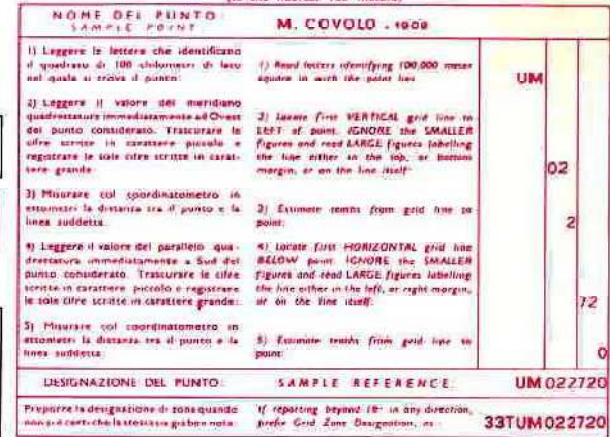 NOME DEL PUNTO:
SAMPLE POINT
M. COVOLO - 1908
1) Leggere le lettere che identificano
il quadrato di 100 chilometri di lato
nel quale si trova il punto:
1) Read letters identifying 100,000 meter
square in which the point lies
UM
2) Leggere il valore del meridiano
quadrettatura immediatamente ad Ovest
del punto considerato. Trascurare le
cifre scritte in carattere piccolo e
registrare le sole cifre scritte in carat-
tere grande:
2) Locate first VERTICAL grid line to
LEFT of point. IGNORE the SMALLER
figures and read LARGE figures labelling
the line either in the top, or bottom
margin, or on the line itself:
02
3) Misurare col coordinatometro in
ettometri la distanza tra il punto e la
linea suddetta:
3) Estimate tenths from grid line to
point:
2
4) Leggere il valore del parallelo qua-
drettatura immediatamente a Sud del
punto considerato. Trascurare le cifre
scritte in carattere piccolo e registrare
le sole cifre scritte in carattere grande:
4) Locate first HORIZONTAL grid line
BELOW point. IGNORE the SMALLER
figures and read LARGE figures labelling
the line either in the left, or right margin,
or on the line itself:
72
5) Misurare col coordinatometro in
ettometri la distanza tra il punto e la
linea suddetta:
5) Estimate tenths from grid line to
point:
0
DESIGNAZIONE DEL PUNTO:
SAMPLE REFERENCE:
UM 022720
Preporre la designazione di zona quando
non si è certi che la stessa sia già ben nota:
If reporting beyond 18° in any direction,
prefix Grid Zone Designation, as:
33TUM022720